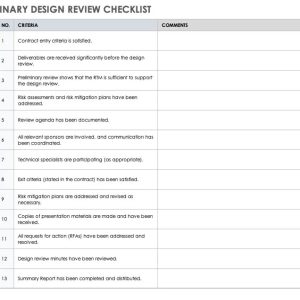 INARY DESIGN REVIEW CHECKLIST
NO. CRITERIA COMMENTS
1 Contract entry criteria is satisfied.
2 Deliverables are received significantly before the design
review.
3 Preliminary review shows that the RTM is sufficient to support
the design review.
4 Risk assessments and risk mitigation plans have been
addressed.
5 Review agenda has been documented.
6 All relevant sponsors are involved, and communication has
been coordinated.
7 Technical specialists are participating (as appropriate).
8 Exit criteria (stated in the contract) has been satisfied.
9 Risk mitigation plans are addressed and revised as
necessary.
10 Copies of presentation materials are made and have been
received.
11 All requests for action (RFAs) have been addressed and
resolved.
12 Design review minutes have been reviewed.
13 Summary Report has been completed and distributed.